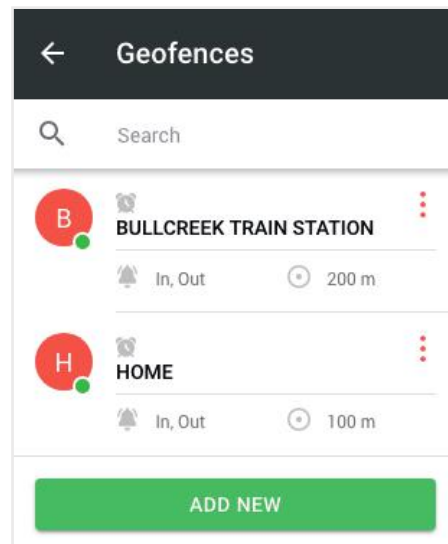 Geofences
Search
B
BULLCREEK TRAIN STATION
In, Out 200 m
H
HOME
In, Out 100 m
ADD NEW